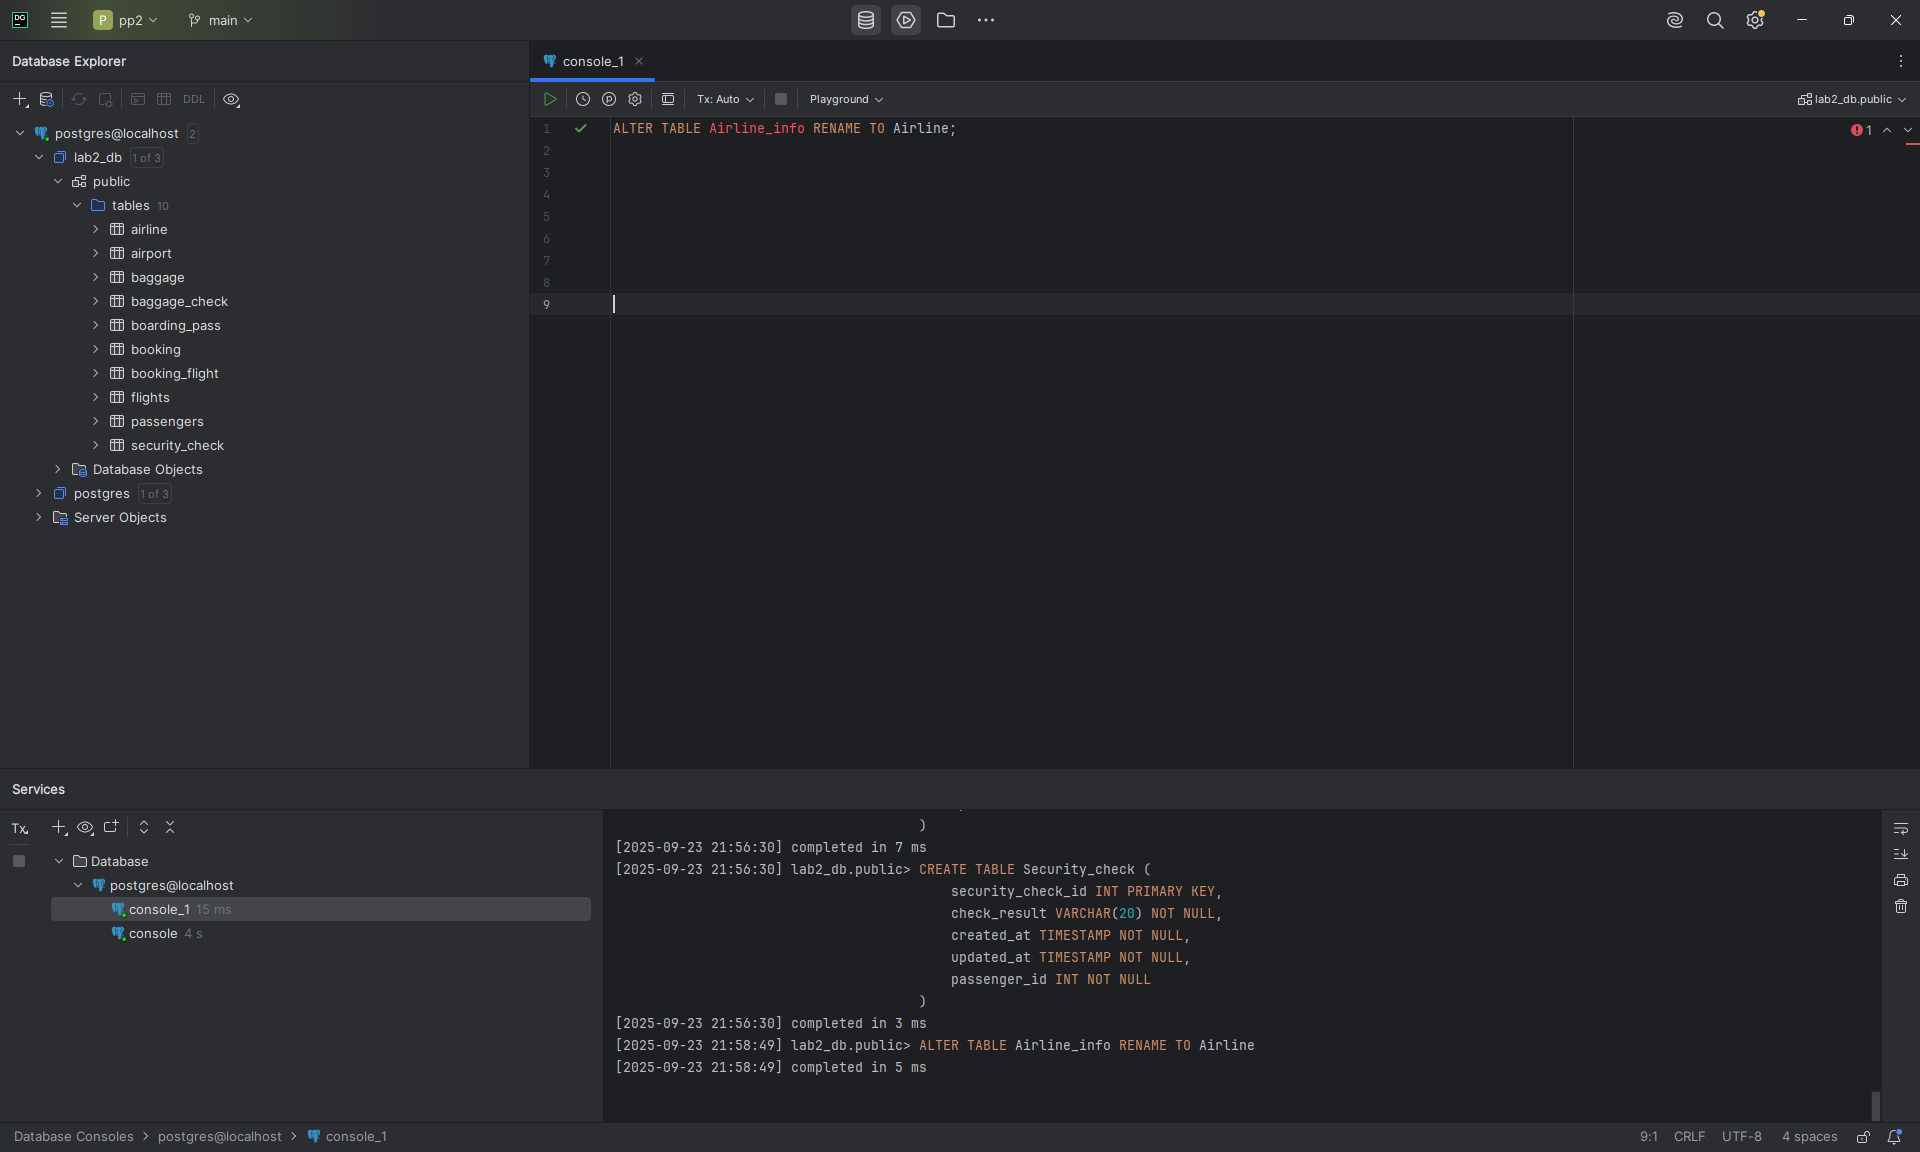 DG
P pp2
main
Database Explorer
console_1
DDL
Tx: Auto
Playground
lab2_db.public
postgres@localhost 2
lab2_db 1 of 3
public
tables 10
airline
airport
baggage
baggage_check
boarding_pass
booking
booking_flight
flights
passengers
security_check
Database Objects
postgres 1 of 3
Server Objects
1 ALTER TABLE Airline_info RENAME TO Airline;
2
3
4
5
6
7
8
9
1
Services
Tx
Database
postgres@localhost
console_1 15 ms
console 4 s
)
[2025-09-23 21:56:30] completed in 7 ms
[2025-09-23 21:56:30] lab2_db.public> CREATE TABLE Security_check (
security_check_id INT PRIMARY KEY,
check_result VARCHAR(20) NOT NULL,
created_at TIMESTAMP NOT NULL,
updated_at TIMESTAMP NOT NULL,
passenger_id INT NOT NULL
)
[2025-09-23 21:56:30] completed in 3 ms
[2025-09-23 21:58:49] lab2_db.public> ALTER TABLE Airline_info RENAME TO Airline
[2025-09-23 21:58:49] completed in 5 ms
Database Consoles > postgres@localhost > console_1
9:1 CRLF UTF-8 4 spaces